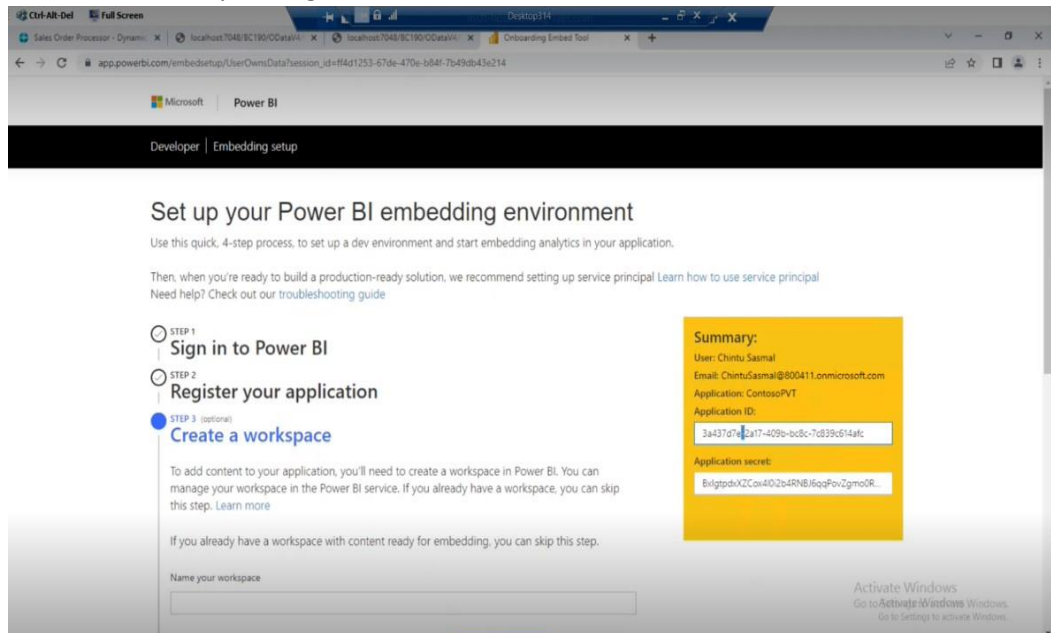 Ctrl-Alt-Del Full Screen
Desktop314
Sales Order Processor - Dynami
localhost:7048/BC190/ODataV4/
localhost:7048/BC190/ODataV4/
Onboarding Embed Tool
app.powerbi.com/embedsetup/UserOwnsData?session_id=ff4d1253-67de-470e-b84f-7b49db43e214
Microsoft Power BI
Developer | Embedding setup
Set up your Power BI embedding environment
Use this quick, 4-step process, to set up a dev environment and start embedding analytics in your application.
Then, when you're ready to build a production-ready solution, we recommend setting up service principal Learn how to use service principal
Need help? Check out our troubleshooting guide
STEP 1
Sign in to Power BI
STEP 2
Register your application
STEP 3 (optional)
Create a workspace
To add content to your application, you'll need to create a workspace in Power BI. You can
manage your workspace in the Power BI service. If you already have a workspace, you can skip
this step. Learn more
If you already have a workspace with content ready for embedding, you can skip this step.
Name your workspace
Summary:
User: Chintu Sasmal
Email: ChintuSasmal@800411.onmicrosoft.com
Application: ContosoPVT
Application ID:
3a437d7e-2a17-409b-bc8c-7c839c614afc
Application secret:
Activate Windows
Go to Settings to activate Windows.